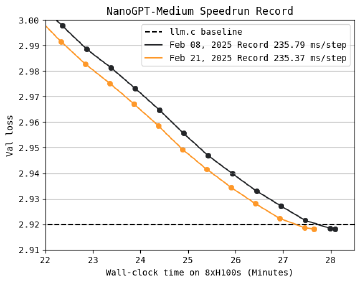 NanoGPT-Medium Speedrun Record
3.00
2.99
2.98
2.97
2.96
2.95
2.94
2.93
2.92
2.91
Val loss
llm.c baseline
Feb 08, 2025 Record 235.79 ms/step
Feb 21, 2025 Record 235.37 ms/step
22 23 24 25 26 27 28
Wall-clock time on 8xH100s (Minutes)